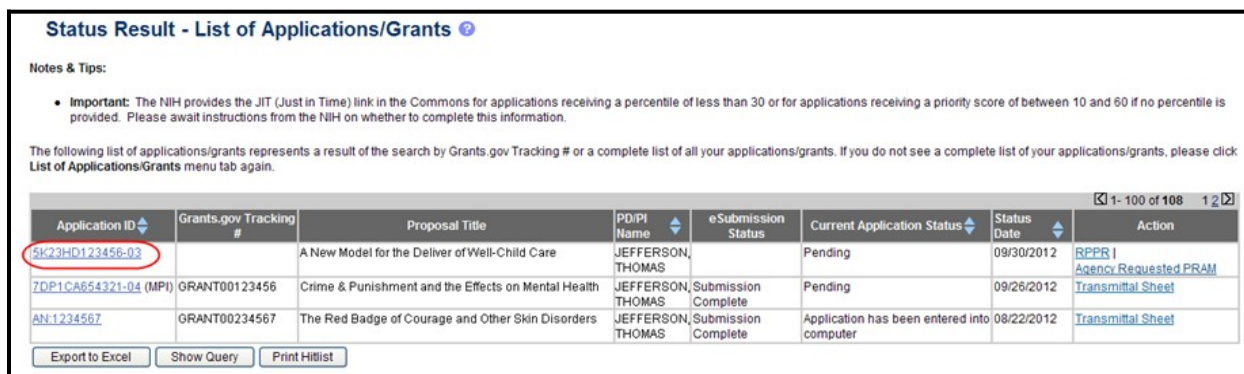 Status Result - List of Applications/Grants ?
Notes & Tips:
• Important: The NIH provides the JIT (Just in Time) link in the Commons for applications receiving a percentile of less than 30 or for applications receiving a priority score of between 10 and 60 if no percentile is
provided. Please await instructions from the NIH on whether to complete this information.
The following list of applications/grants represents a result of the search by Grants.gov Tracking # or a complete list of all your applications/grants. If you do not see a complete list of your applications/grants, please click
List of Applications/Grants menu tab again.
1- 100 of 108 1 2
Application ID Grants.gov Tracking # Proposal Title PD/PI Name eSubmission Status Current Application Status Status Date Action
5K23HD123456-03 A New Model for the Deliver of Well-Child Care JEFFERSON, THOMAS Pending 09/30/2012 RPPR | Agency Requested PRAM
7DP1CA654321-04 (MPI) GRANT00123456 Crime & Punishment and the Effects on Mental Health JEFFERSON, THOMAS Submission Complete Pending 09/26/2012 Transmittal Sheet
AN:1234567 GRANT00234567 The Red Badge of Courage and Other Skin Disorders JEFFERSON, THOMAS Submission Complete Application has been entered into computer 08/22/2012 Transmittal Sheet
Export to Excel Show Query Print Hitlist